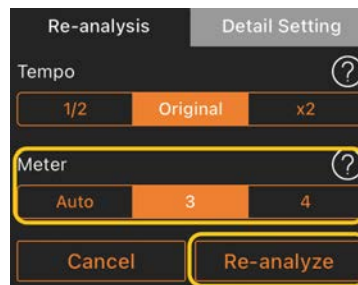 Re-analysis Detail Setting
Tempo ?
1/2 Original x2
Meter ?
Auto 3 4
Cancel Re-analyze